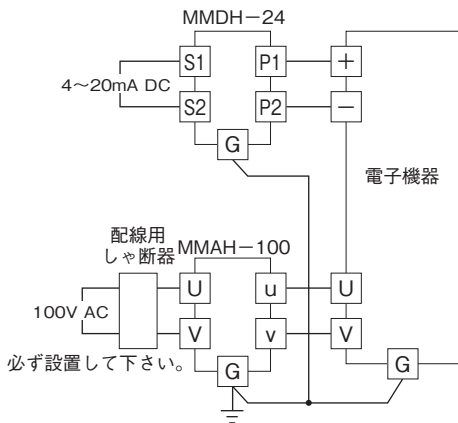 MMDH−24
S1
P1
+
4〜20mA DC
S2
P2
−
G
電子機器
配線用
しゃ断器
MMAH−100
U
u
U
100V AC
V
v
V
必ず設置して下さい。
G
G